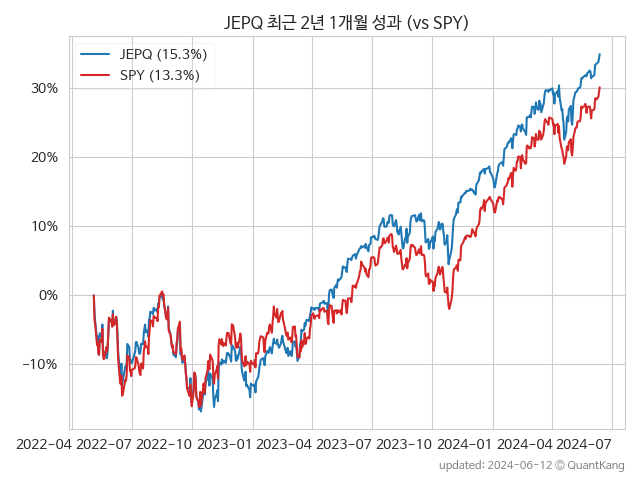 JEPQ 최근 2년 1개월 성과 (vs SPY)
JEPQ (15.3%)
SPY (13.3%)
30%
20%
10%
0%
−10%
2022−04 2022−07 2022−10 2023−01 2023−04 2023−07 2023−10 2024−01 2024−04 2024−07
updated: 2024-06-12 © QuantKang